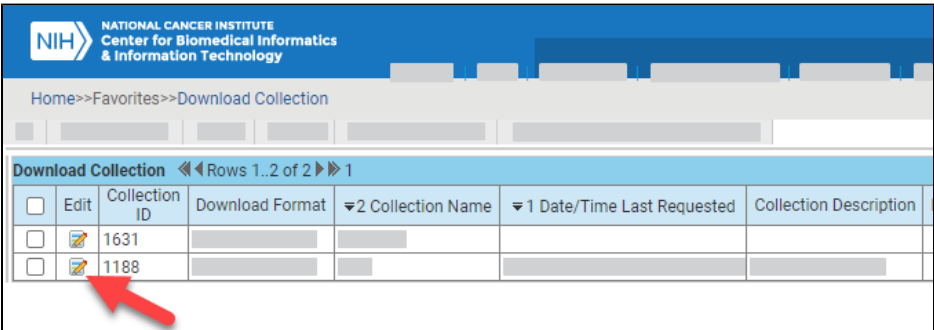 NIH
NATIONAL CANCER INSTITUTE
Center for Biomedical Informatics
& Information Technology
Home>>Favorites>>Download Collection
Download Collection Rows 1..2 of 2 1
Edit Collection ID Download Format 2 Collection Name 1 Date/Time Last Requested Collection Description
1631
1188